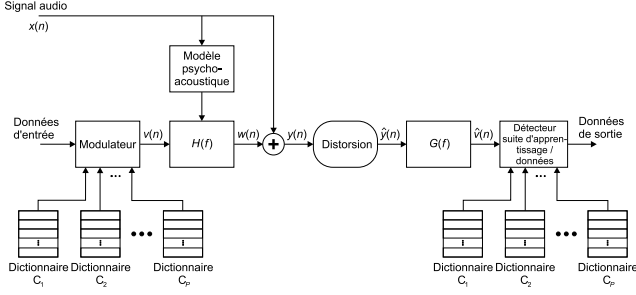 Signal audio
x(n)
Modèle
psycho-
acoustique
Données
d'entrée
Modulateur
v(n)
H(f)
w(n)
+
y(n)
Distorsion
ŷ(n)
G(f)
v̂(n)
Détecteur
suite d'appren-
tissage /
données
Données
de sortie
...
...
Dictionnaire
C₁
Dictionnaire
C₂
Dictionnaire
Cₚ
Dictionnaire
C₁
Dictionnaire
C₂
Dictionnaire
Cₚ